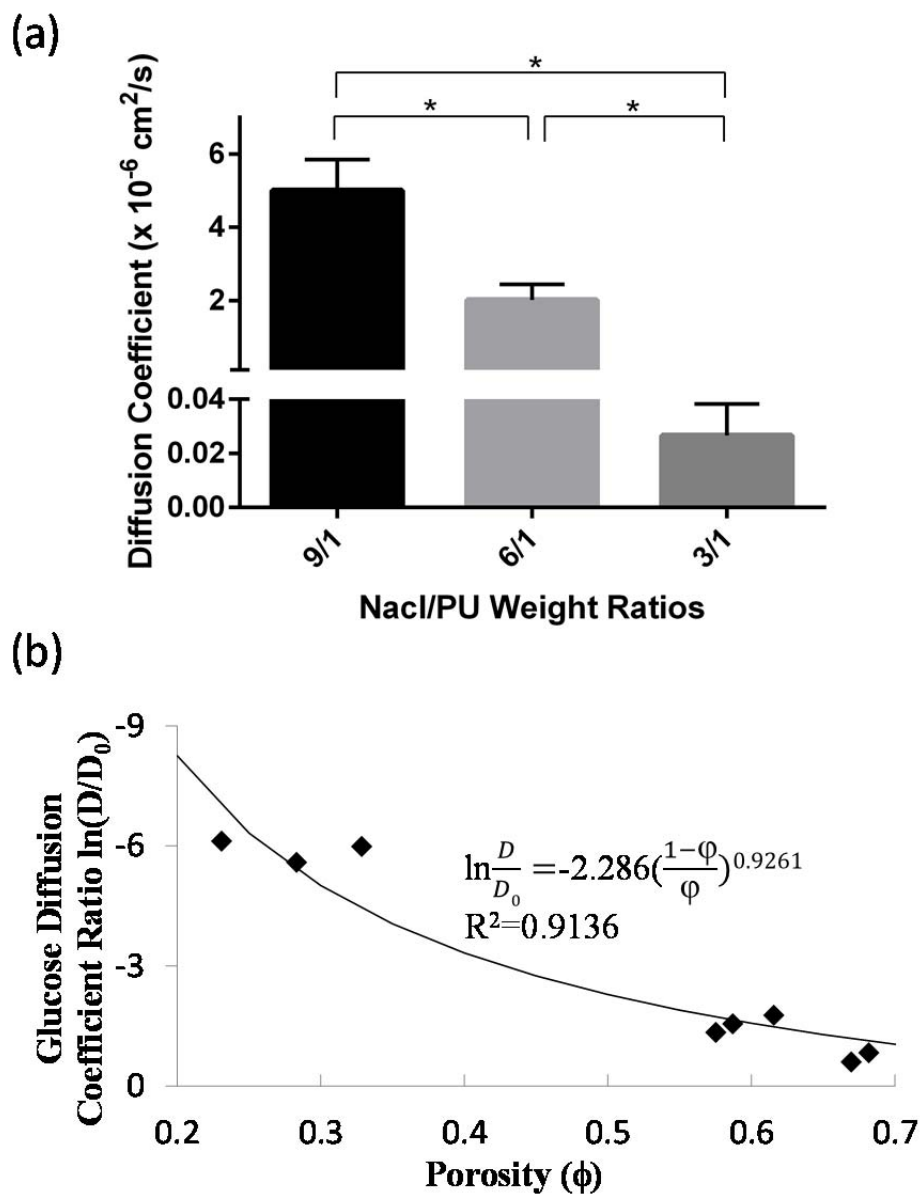 (a)
*
* *
Diffusion Coefficient (x 10⁻⁶ cm²/s)
6
4
2
0.04
0.02
0.00
9/1 6/1 3/1
Nacl/PU Weight Ratios
(b)
Glucose Diffusion
Coefficient Ratio ln(D/D₀)
-9
-6
-3
0
ln D/D₀ =-2.286((1-φ)/φ)^0.9261
R²=0.9136
0.2 0.3 0.4 0.5 0.6 0.7
Porosity (ϕ)